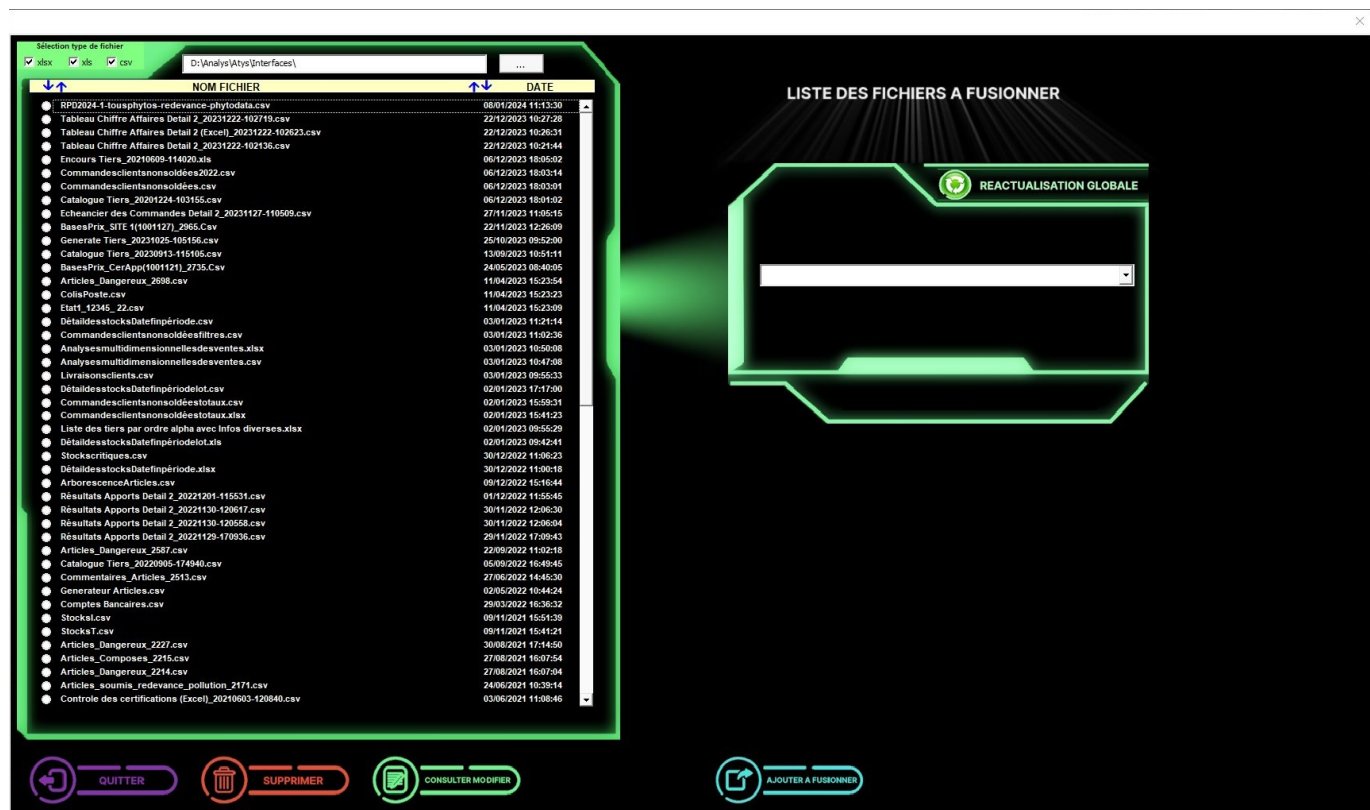 Sélection type de fichier
xlsx xls csv
D:\Analys\Atys\Interfaces\ ...
NOM FICHIER DATE
RPD2024-1-tousphytos-redevance-phytodata.csv 08/01/2024 11:13:30
Tableau Chiffre Affaires Detail 2_20231222-102719.csv 22/12/2023 10:27:28
Tableau Chiffre Affaires Detail 2 (Excel)_20231222-102623.csv 22/12/2023 10:26:31
Tableau Chiffre Affaires Detail 2_20231222-102136.csv 22/12/2023 10:21:44
Encours Tiers_20210609-114020.xls 06/12/2023 18:05:02
Commandesclientsnonsoldèes2022.csv 06/12/2023 18:03:14
Commandesclientsnonsoldèes.csv 06/12/2023 18:03:01
Catalogue Tiers_20201224-103155.csv 06/12/2023 18:01:02
Echeancier des Commandes Detail 2_20231127-110509.csv 27/11/2023 11:05:15
BasesPrix_SITE 1(1001127)_2965.Csv 22/11/2023 12:26:09
Generate Tiers_20231025-105156.csv 25/10/2023 09:52:00
Catalogue Tiers_20230913-115105.csv 13/09/2023 10:51:11
BasesPrix_CerApp(1001121)_2735.Csv 24/05/2023 08:40:05
Articles_Dangereux_2698.csv 11/04/2023 15:23:54
ColisPoste.csv 11/04/2023 15:23:23
Etat1_12345_ 22.csv 11/04/2023 15:23:09
DétaildesstocksDatefinpériode.csv 03/01/2023 11:21:14
Commandesclientsnonsoldéesfiltres.csv 03/01/2023 11:02:36
Analysesmultidimensionnellesdesventes.xlsx 03/01/2023 10:50:08
Analysesmultidimensionnellesdesventes.csv 03/01/2023 10:47:08
Livraisonsclients.csv 03/01/2023 09:55:33
DétaildesstocksDatefinpériodelot.csv 02/01/2023 17:17:00
Commandesclientsnonsoldéestotaux.csv 02/01/2023 15:59:31
Commandesclientsnonsoldéestotaux.xlsx 02/01/2023 15:41:23
Liste des tiers par ordre alpha avec Infos diverses.xlsx 02/01/2023 09:55:29
DétaildesstocksDatefinpériodelot.xls 02/01/2023 09:42:41
Stockscritiques.csv 30/12/2022 11:06:23
DétaildesstocksDatefinpériode.xlsx 30/12/2022 11:00:18
ArborescenceArticles.csv 09/12/2022 15:16:44
Résultats Apports Detail 2_20221201-115531.csv 01/12/2022 11:55:45
Résultats Apports Detail 2_20221130-120617.csv 30/11/2022 12:06:30
Résultats Apports Detail 2_20221130-120558.csv 30/11/2022 12:06:04
Résultats Apports Detail 2_20221129-170936.csv 29/11/2022 17:09:43
Articles_Dangereux_2587.csv 22/09/2022 11:02:18
Catalogue Tiers_20220905-174940.csv 05/09/2022 16:49:45
Commentaires_Articles_2513.csv 27/06/2022 14:45:30
Generateur Articles.csv 02/05/2022 10:44:24
Comptes Bancaires.csv 29/03/2022 16:36:32
StocksI.csv 09/11/2021 15:51:39
StocksT.csv 09/11/2021 15:41:21
Articles_Dangereux_2227.csv 30/08/2021 17:14:50
Articles_Composes_2215.csv 27/08/2021 16:07:54
Articles_Dangereux_2214.csv 27/08/2021 16:07:04
Articles_soumis_redevance_pollution_2171.csv 24/06/2021 10:39:14
Controle des certifications (Excel)_20210603-120840.csv 03/06/2021 11:08:46
LISTE DES FICHIERS A FUSIONNER
REACTUALISATION GLOBALE
QUITTER
SUPPRIMER
CONSULTER MODIFIER
AJOUTER A FUSIONNER